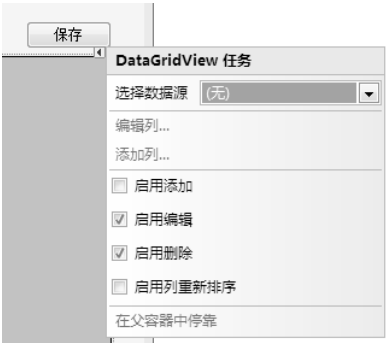 保存
DataGridView 任务
选择数据源 (无)
编辑列...
添加列...
启用添加
启用编辑
启用删除
启用列重新排序
在父容器中停靠